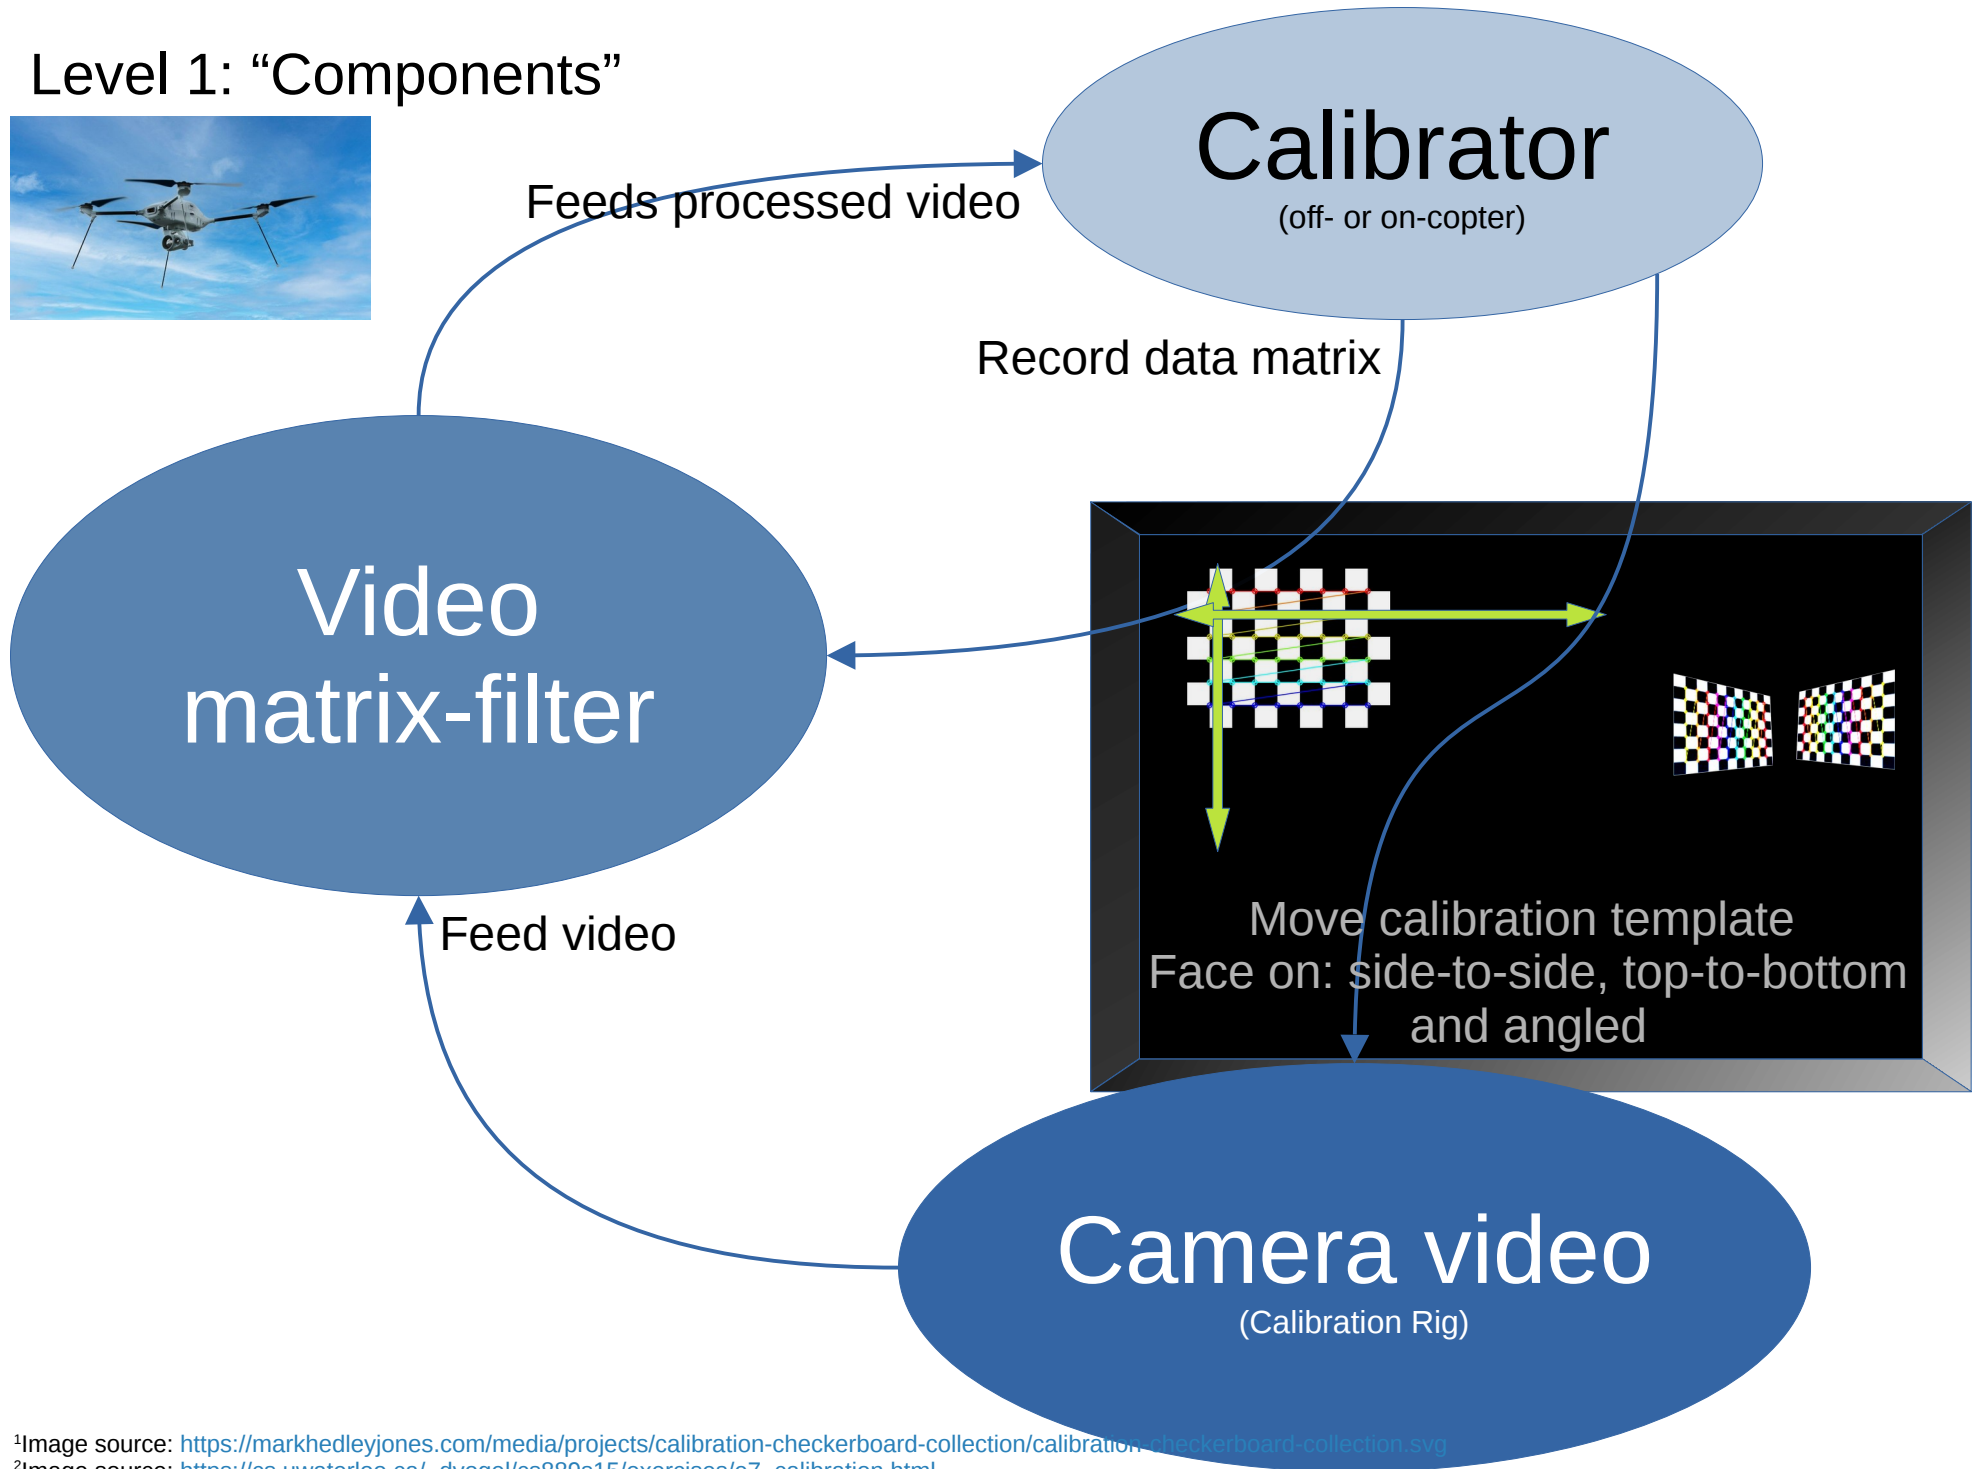 Level 1: “Components”
Calibrator
(off- or on-copter)
Feeds processed video
Record data matrix
Video
matrix-filter
Feed video
Move calibration template
Face on: side-to-side, top-to-bottom
and angled
Camera video
(Calibration Rig)
¹Image source: https://markhedleyjones.com/media/projects/calibration-checkerboard-collection/calibration-checkerboard-collection.svg
²Image source: